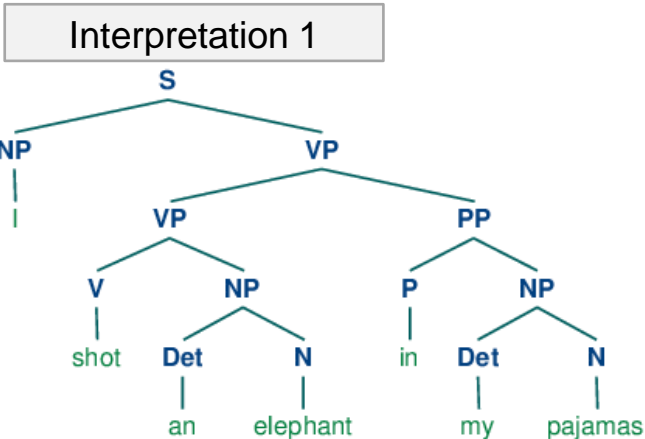 Interpretation 1
S
NP VP
I VP PP
V NP P NP
shot Det N in Det N
an elephant my pajamas